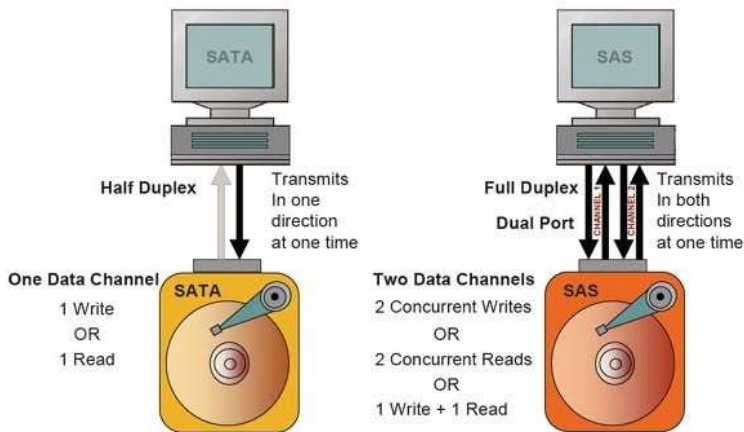 SATA
Half Duplex
Transmits
In one
direction
at one time
One Data Channel
1 Write
OR
1 Read
SATA
SAS
Full Duplex
Dual Port
CHANNEL 1
CHANNEL 2
Transmits
In both
directions
at one time
Two Data Channels
2 Concurrent Writes
OR
2 Concurrent Reads
OR
1 Write + 1 Read
SAS